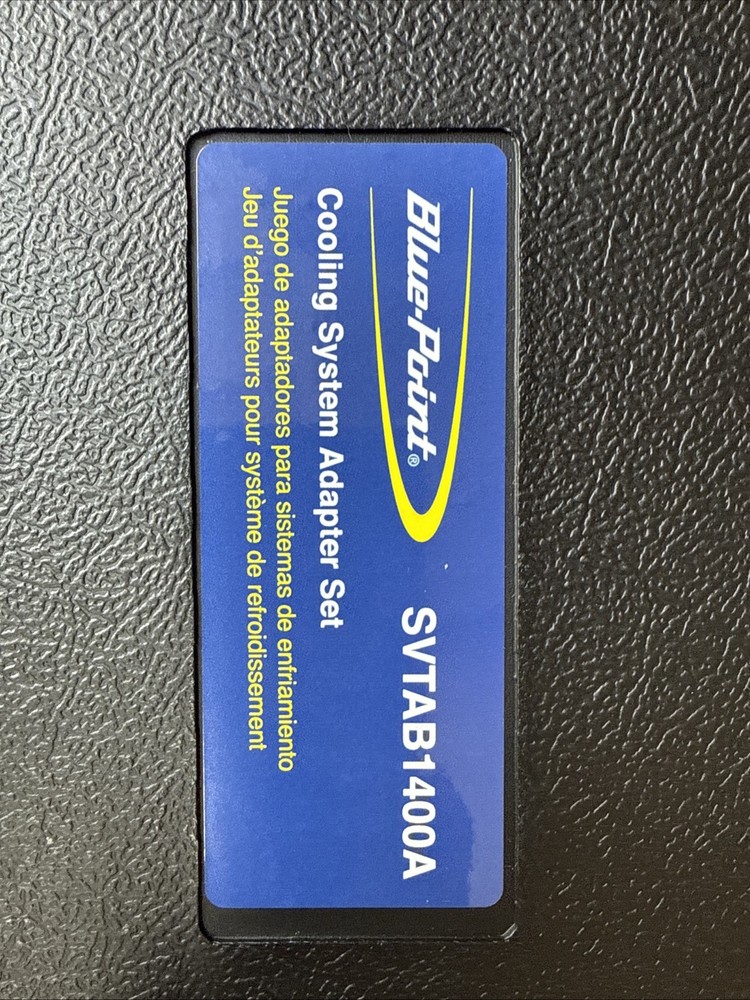 Blue-Point® SVTAB1400A
Cooling System Adapter Set
Juego de adaptadores para sistemas de enfriamiento
Jeu d'adaptateurs pour système de refroidissement